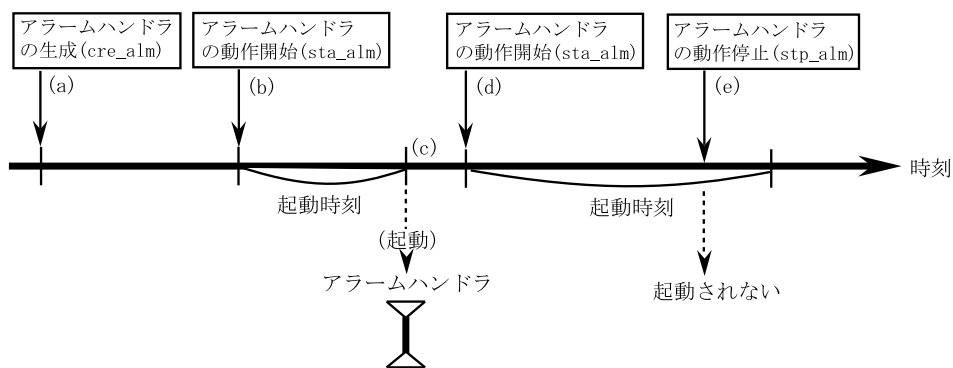 アラームハンドラ
の生成(cre_alm)
アラームハンドラ
の動作開始(sta_alm)
アラームハンドラ
の動作開始(sta_alm)
アラームハンドラ
の動作停止(stp_alm)
(a)
(b)
(d)
(e)
(c)
時刻
起動時刻
起動時刻
(起動)
アラームハンドラ
起動されない